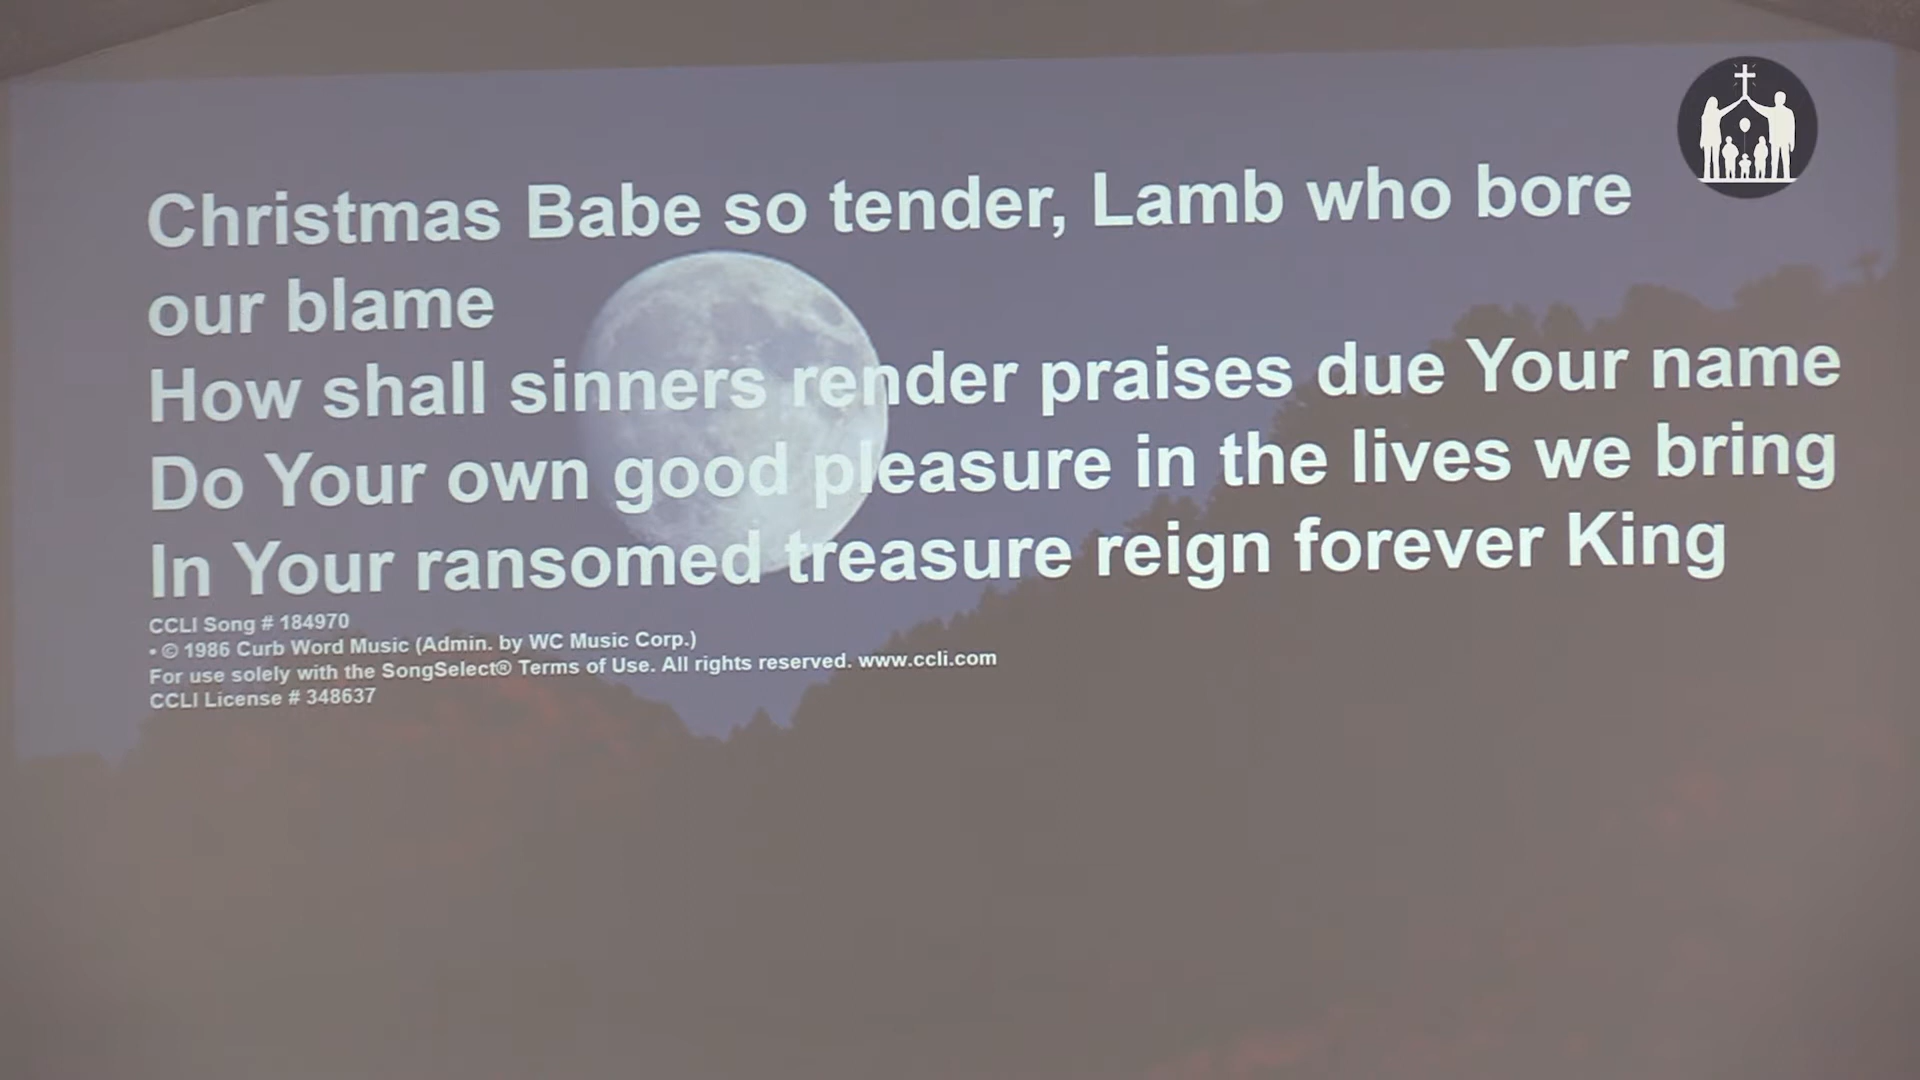 Christmas Babe so tender, Lamb who bore
our blame
How shall sinners render praises due Your name
Do Your own good pleasure in the lives we bring
In Your ransomed treasure reign forever King
CCLI Song # 184970
• © 1986 Curb Word Music (Admin. by WC Music Corp.)
For use solely with the SongSelect® Terms of Use. All rights reserved. www.ccli.com
CCLI License # 348637